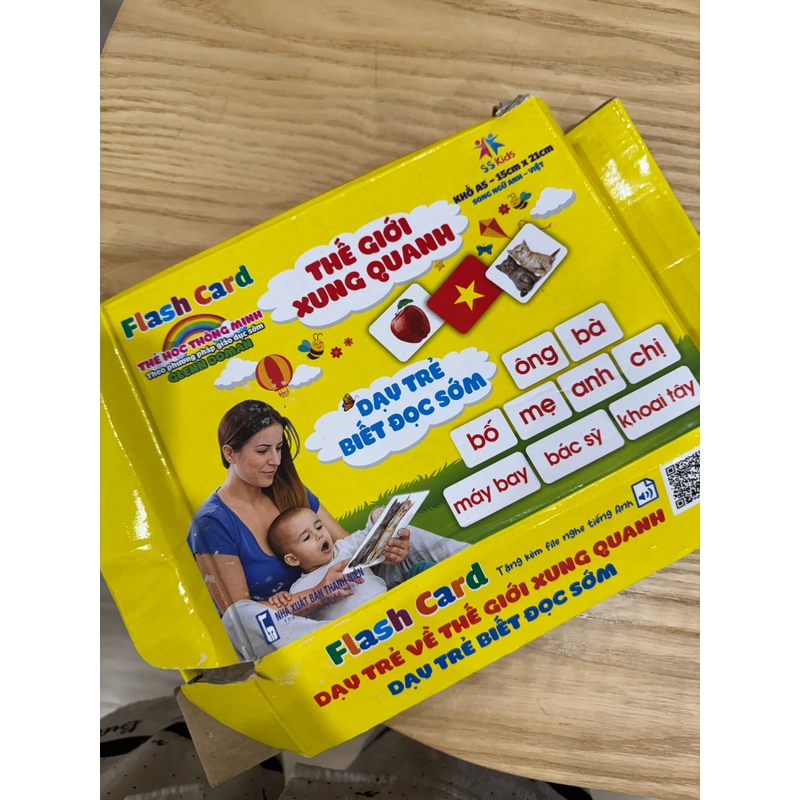 SS Kids
KHỔ A5 - 15cm x 21cm
SONG NGỮ ANH - VIỆT
Flash Card
THẾ GIỚI
XUNG QUANH
THẺ HỌC THÔNG MINH
Theo phương pháp giáo dục sớm
GLENN DOMAN
DẠY TRẺ
BIẾT ĐỌC SỚM
ông
bà
bố
mẹ
anh
chị
máy bay
bác sỹ
khoai tây
NHÀ XUẤT BẢN THANH NIÊN
Flash Card
Tặng kèm file nghe tiếng Anh
DẠY TRẺ VỀ THẾ GIỚI XUNG QUANH
DẠY TRẺ BIẾT ĐỌC SỚM